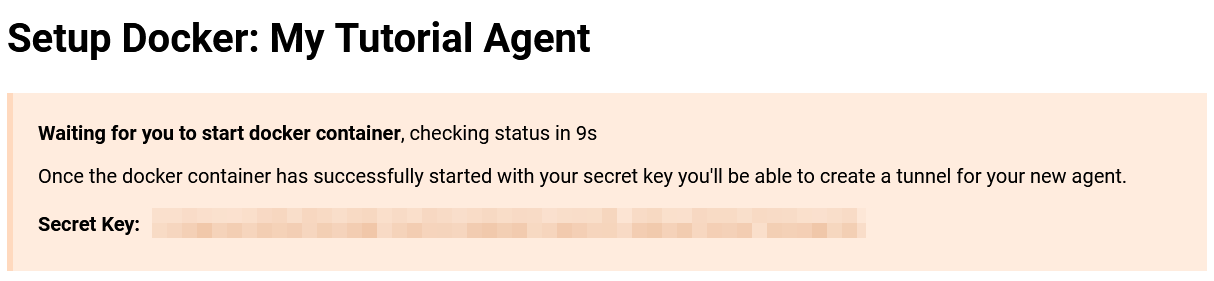 Setup Docker: My Tutorial Agent
Waiting for you to start docker container, checking status in 9s
Once the docker container has successfully started with your secret key you'll be able to create a tunnel for your new agent.
Secret Key: